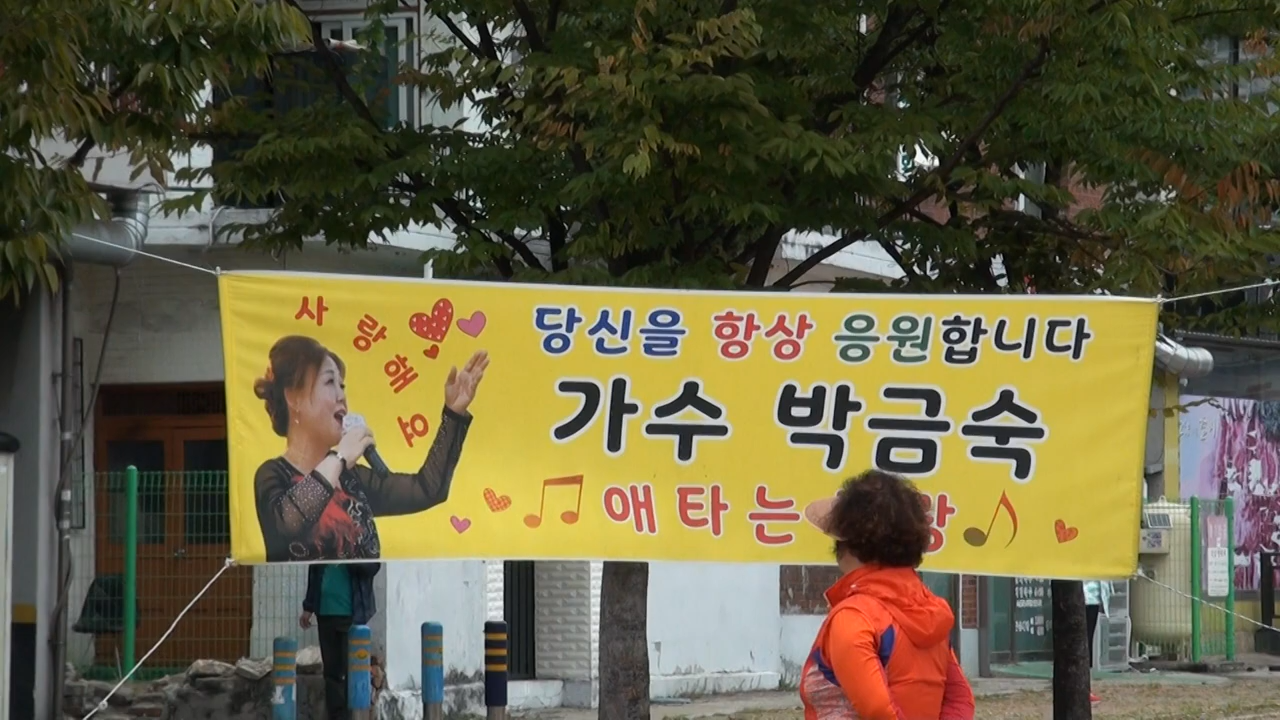 사랑해요
당신을 항상 응원합니다
가수 박금숙
애타는